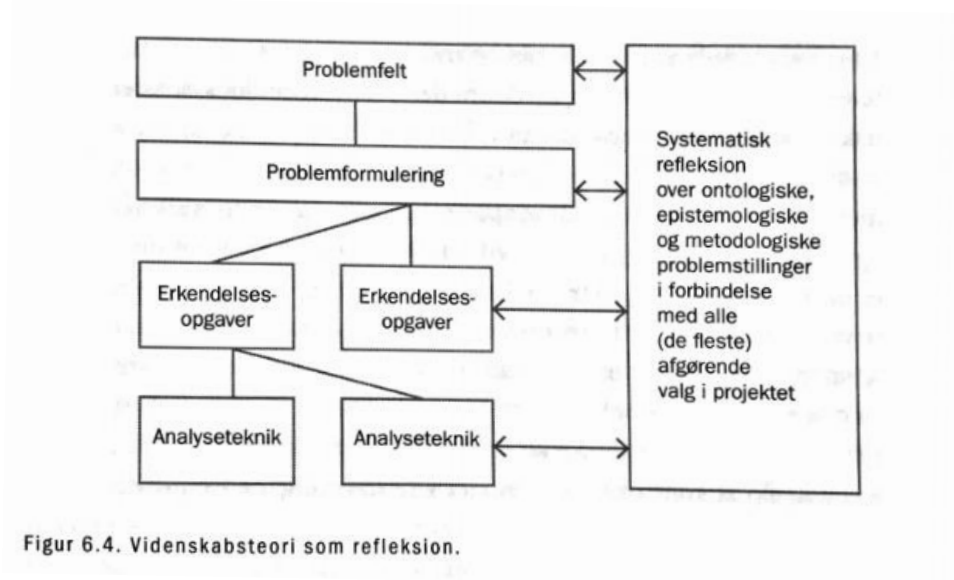 Problemfelt
Problemformulering
Erkendelses-
opgaver
Erkendelses-
opgaver
Analyseteknik
Analyseteknik
Systematisk
refleksion
over ontologiske,
epistemologiske
og metodologiske
problemstillinger
i forbindelse
med alle
(de fleste)
afgørende
valg i projektet
Figur 6.4. Videnskabsteori som refleksion.